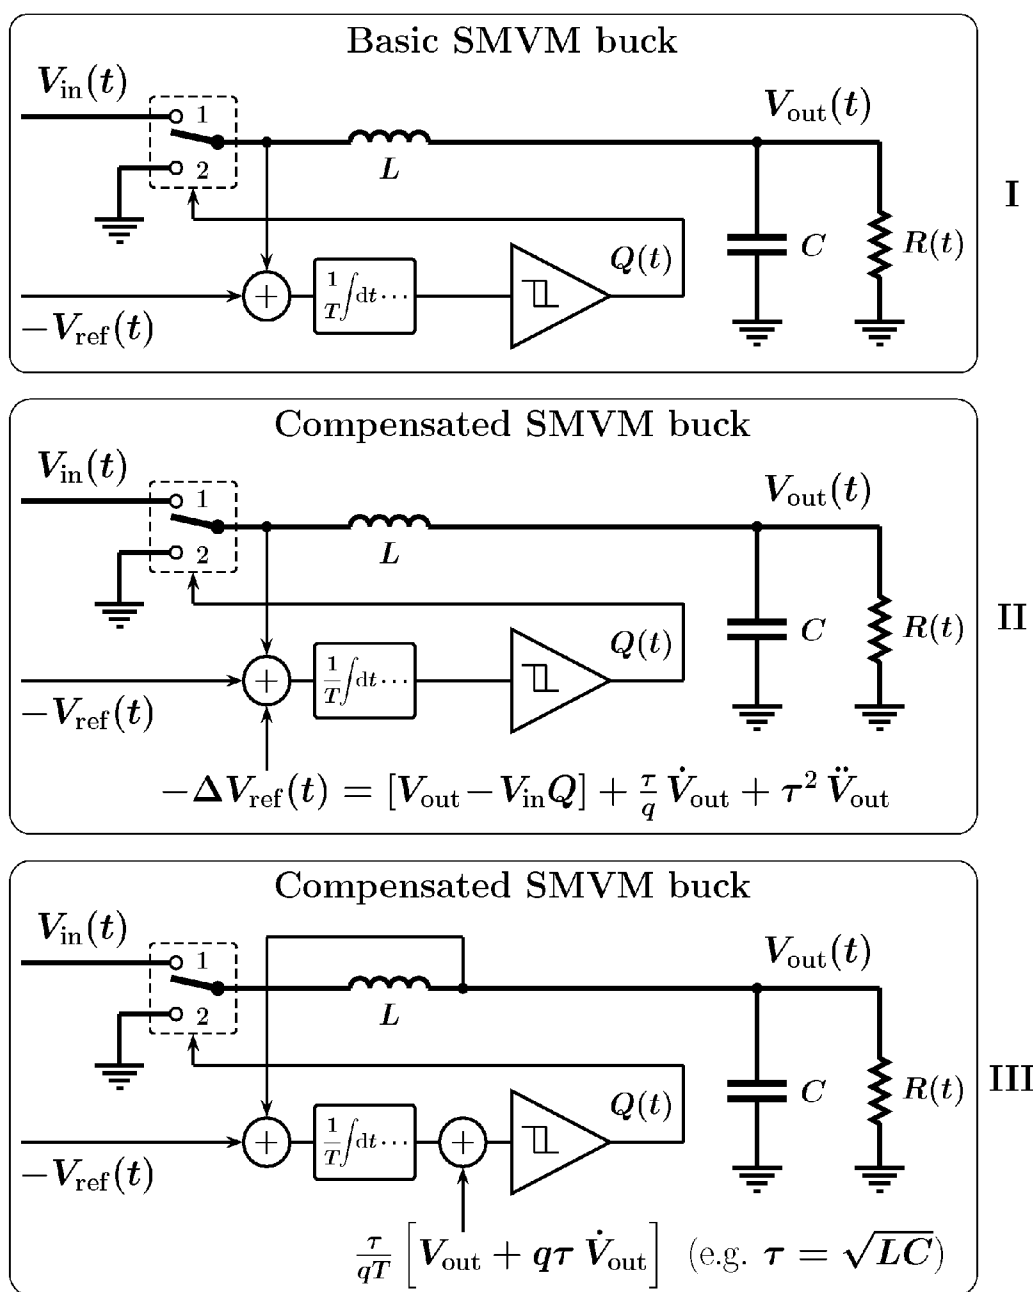 Basic SMVM buck
V_in(t)
1
2
L
V_out(t)
C
R(t)
I
Q(t)
−V_ref(t)
+
1/T ∫dt···
Compensated SMVM buck
V_in(t)
1
2
L
V_out(t)
C
R(t)
II
Q(t)
−V_ref(t)
+
1/T ∫dt···
−ΔV_ref(t) = [V_out − V_in Q] + τ/q V̇_out + τ² V̈_out
Compensated SMVM buck
V_in(t)
1
2
L
V_out(t)
C
R(t)
III
Q(t)
−V_ref(t)
+
1/T ∫dt···
+
τ/(qT) [V_out + qτ V̇_out] (e.g. τ = √LC)